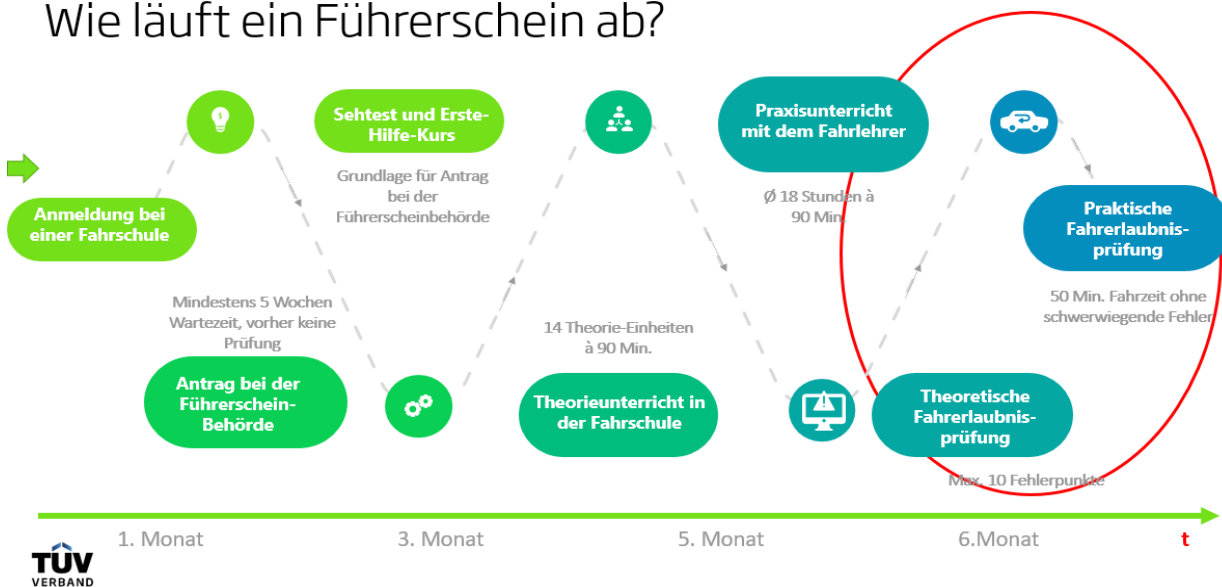 Wie läuft ein Führerschein ab?
Anmeldung bei
einer Fahrschule
Sehtest und Erste-
Hilfe-Kurs
Grundlage für Antrag
bei der
Führerscheinbehörde
Mindestens 5 Wochen
Wartezeit, vorher keine
Prüfung
Antrag bei der
Führerschein-
Behörde
14 Theorie-Einheiten
à 90 Min.
Theorieunterricht in
der Fahrschule
Praxisunterricht
mit dem Fahrlehrer
Ø 18 Stunden à
90 Min.
Theoretische
Fahrerlaubnis-
prüfung
Max. 10 Fehlerpunkte
Praktische
Fahrerlaubnis-
prüfung
50 Min. Fahrzeit ohne
schwerwiegende Fehler
1. Monat
3. Monat
5. Monat
6.Monat
t
TÜV
VERBAND